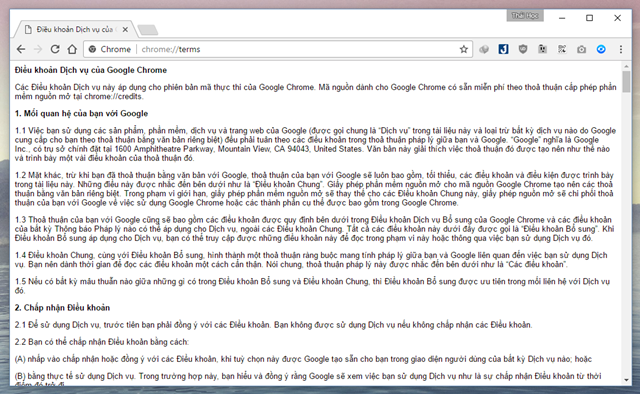 Thái Học
Điều khoản Dịch vụ của
Chrome
chrome://terms
Điều khoản Dịch vụ của Google Chrome
Các Điều khoản Dịch vụ này áp dụng cho phiên bản mã thực thi của Google Chrome. Mã nguồn dành cho Google Chrome có sẵn miễn phí theo thoả thuận cấp phép phần
mềm nguồn mở tại chrome://credits.
1. Mối quan hệ của bạn với Google
1.1 Việc bạn sử dụng các sản phẩm, phần mềm, dịch vụ và trang web của Google (được gọi chung là “Dịch vụ” trong tài liệu này và loại trừ bất kỳ dịch vụ nào do Google
cung cấp cho bạn theo thoả thuận bằng văn bản riêng biệt) đều phải tuân theo các điều khoản trong thoả thuận pháp lý giữa bạn và Google. “Google” nghĩa là Google
Inc., có trụ sở chính đặt tại 1600 Amphitheatre Parkway, Mountain View, CA 94043, United States. Văn bản này giải thích việc thoả thuận đó được tạo nên như thế nào
và trình bày một vài điều khoản của thoả thuận đó.
1.2 Mặt khác, trừ khi bạn đã thoả thuận bằng văn bản với Google, thoả thuận của bạn với Google sẽ luôn bao gồm, tối thiểu, các điều khoản và điều kiện được trình bày
trong tài liệu này. Những điều này được nhắc đến bên dưới như là “Điều khoản Chung”. Giấy phép phần mềm nguồn mở cho mã nguồn Google Chrome tạo nên các thoả
thuận bằng văn bản riêng biệt. Trong phạm vi giới hạn, giấy phép phần mềm nguồn mở sẽ thay thế cho các Điều khoản Chung này, giấy phép nguồn mở sẽ chi phối thoả
thuận của bạn với Google về việc sử dụng Google Chrome hoặc các thành phần cụ thể được bao gồm trong Google Chrome.
1.3 Thoả thuận của bạn với Google cũng sẽ bao gồm các điều khoản được quy định bên dưới trong Điều khoản Dịch vụ Bổ sung của Google Chrome và các điều khoản
của bất kỳ Thông báo Pháp lý nào có thể áp dụng cho Dịch vụ, ngoài các Điều khoản Chung. Tất cả các điều khoản này dưới đây được gọi là “Điều khoản Bổ sung”. Khi
Điều khoản Bổ sung áp dụng cho Dịch vụ, bạn có thể truy cập được những điều khoản này để đọc trong phạm vi này hoặc thông qua việc bạn sử dụng Dịch vụ đó.
1.4 Điều khoản Chung, cùng với Điều khoản Bổ sung, hình thành một thoả thuận ràng buộc mang tính pháp lý giữa bạn và Google liên quan đến việc bạn sử dụng Dịch
vụ. Bạn nên dành thời gian để đọc các điều khoản một cách cẩn thận. Nói chung, thoả thuận pháp lý này được nhắc đến bên dưới như là “Các điều khoản”.
1.5 Nếu có bất kỳ mâu thuẫn nào giữa những gì có trong Điều khoản Bổ sung và Điều khoản Chung, thì Điều khoản Bổ sung được ưu tiên trong mối liên hệ với Dịch vụ
đó.
2. Chấp nhận Điều khoản
2.1 Để sử dụng Dịch vụ, trước tiên bạn phải đồng ý với các Điều khoản. Bạn không được sử dụng Dịch vụ nếu không chấp nhận các Điều khoản.
2.2 Bạn có thể chấp nhận Điều khoản bằng cách:
(A) nhấp vào chấp nhận hoặc đồng ý với các Điều khoản, khi tuỳ chọn này được Google tạo sẵn cho bạn trong giao diện người dùng của bất kỳ Dịch vụ nào; hoặc
(B) bằng thực tế sử dụng Dịch vụ. Trong trường hợp này, bạn hiểu và đồng ý rằng Google sẽ xem việc bạn sử dụng Dịch vụ như là sự chấp nhận Điều khoản từ thời
điểm đó trở đi.